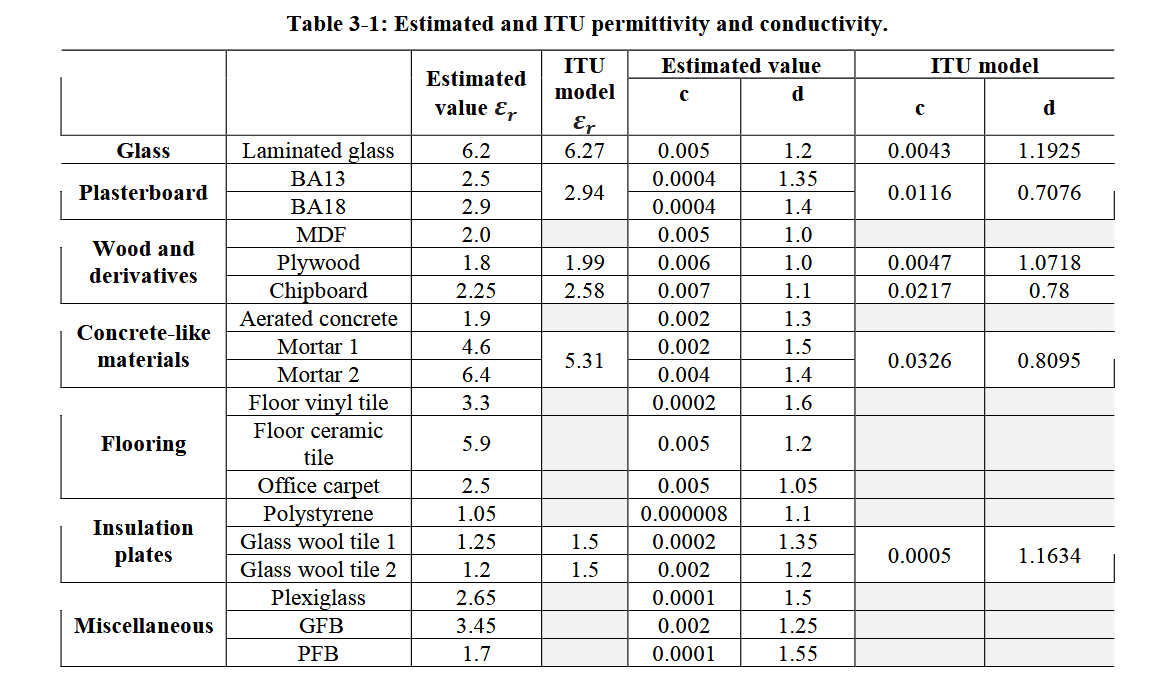 Table 3-1: Estimated and ITU permittivity and conductivity.
Estimated value εr ITU model εr Estimated value ITU model
c d c d
Glass Laminated glass 6.2 6.27 0.005 1.2 0.0043 1.1925
Plasterboard BA13 2.5 2.94 0.0004 1.35 0.0116 0.7076
BA18 2.9 0.0004 1.4
Wood and derivatives MDF 2.0 0.005 1.0
Plywood 1.8 1.99 0.006 1.0 0.0047 1.0718
Chipboard 2.25 2.58 0.007 1.1 0.0217 0.78
Concrete-like materials Aerated concrete 1.9 0.002 1.3
Mortar 1 4.6 5.31 0.002 1.5 0.0326 0.8095
Mortar 2 6.4 0.004 1.4
Flooring Floor vinyl tile 3.3 0.0002 1.6
Floor ceramic tile 5.9 0.005 1.2
Office carpet 2.5 0.005 1.05
Insulation plates Polystyrene 1.05 0.000008 1.1
Glass wool tile 1 1.25 1.5 0.0002 1.35 0.0005 1.1634
Glass wool tile 2 1.2 1.5 0.002 1.2
Miscellaneous Plexiglass 2.65 0.0001 1.5
GFB 3.45 0.002 1.25
PFB 1.7 0.0001 1.55